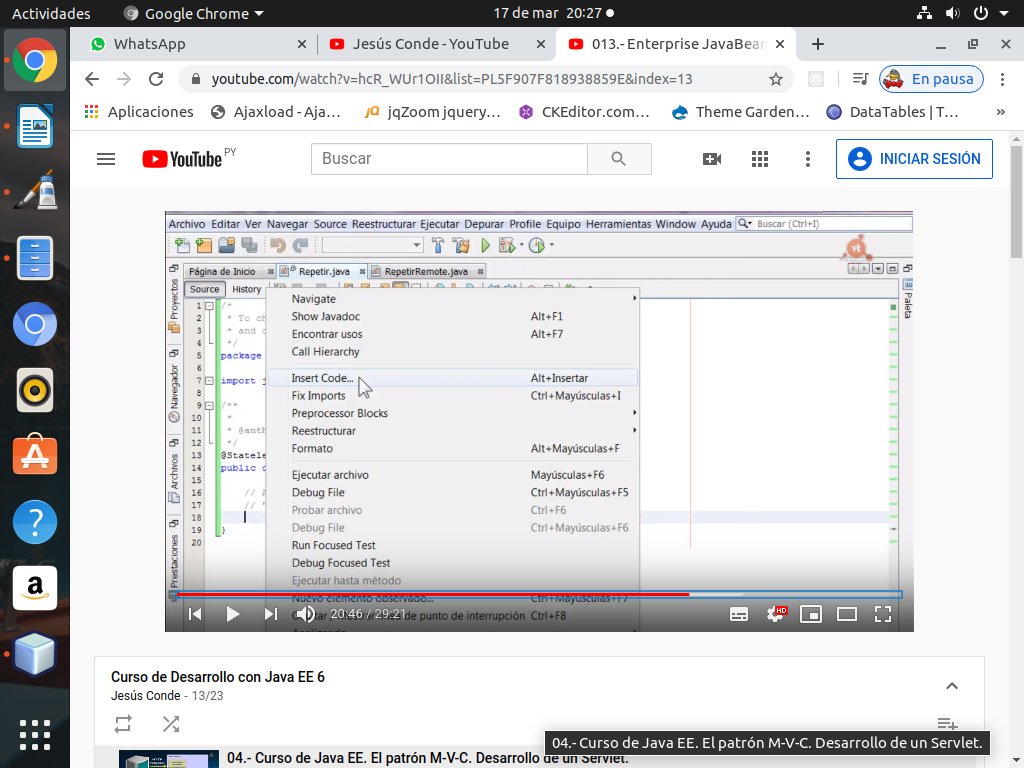 Actividades Google Chrome 17 de mar 20:27
WhatsApp Jesús Conde - YouTube 013.- Enterprise JavaBean
youtube.com/watch?v=hcR_WUr1OII&list=PL5F907F818938859E&index=13 En pausa
Aplicaciones Ajaxload - Aja... jqZoom jquery... CKEditor.com... Theme Garden... DataTables | T... »
YouTube PY Buscar INICIAR SESIÓN
Archivo Editar Ver Navegar Source Reestructurar Ejecutar Depurar Profile Equipo Herramientas Window Ayuda Buscar (Ctrl+I)
Página de Inicio Repetir.java RepetirRemote.java
Source History
Proyectos
Navegador
Archivos
Prestaciones
Paleta
1 /*
2 * To ch
3 * and o
4 */
5 package
6
7 import j
8
9 /**
10 *
11 * @auth
12 */
13 @Statele
14 public c
15
16 //
17 // "
18
19 }
20
Navigate
Show Javadoc Alt+F1
Encontrar usos Alt+F7
Call Hierarchy
Insert Code... Alt+Insertar
Fix Imports Ctrl+Mayúsculas+I
Preprocessor Blocks
Reestructurar
Formato Alt+Mayúsculas+F
Ejecutar archivo Mayúsculas+F6
Debug File Ctrl+Mayúsculas+F5
Probar archivo Ctrl+F6
Debug File Ctrl+Mayúsculas+F6
Run Focused Test
Debug Focused Test
Ejecutar hasta método
Nuevo elemento observado... Ctrl+Mayúsculas+F7
de punto de interrupción Ctrl+F8
20:46 / 29:21 HD
Curso de Desarrollo con Java EE 6
Jesús Conde - 13/23
04.- Curso de Java EE. El patrón M-V-C. Desarrollo de un Servlet.
04.- Curso de Java EE. El patrón M-V-C. Desarrollo de un Servlet.